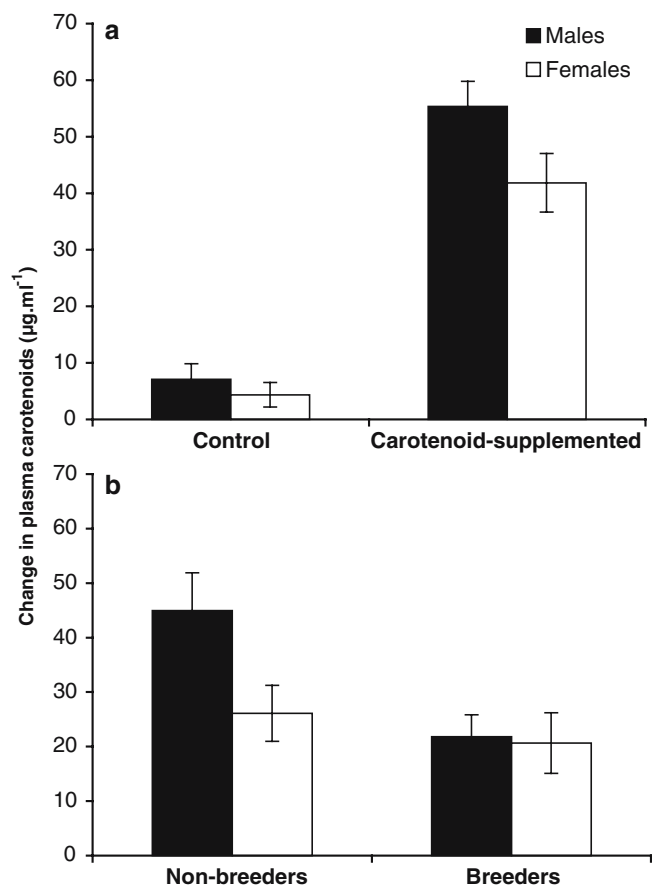 Change in plasma carotenoids (µg.ml⁻¹)
a
Males
Females
70
60
50
40
30
20
10
0
Control Carotenoid-supplemented
b
70
60
50
40
30
20
10
0
Non-breeders Breeders